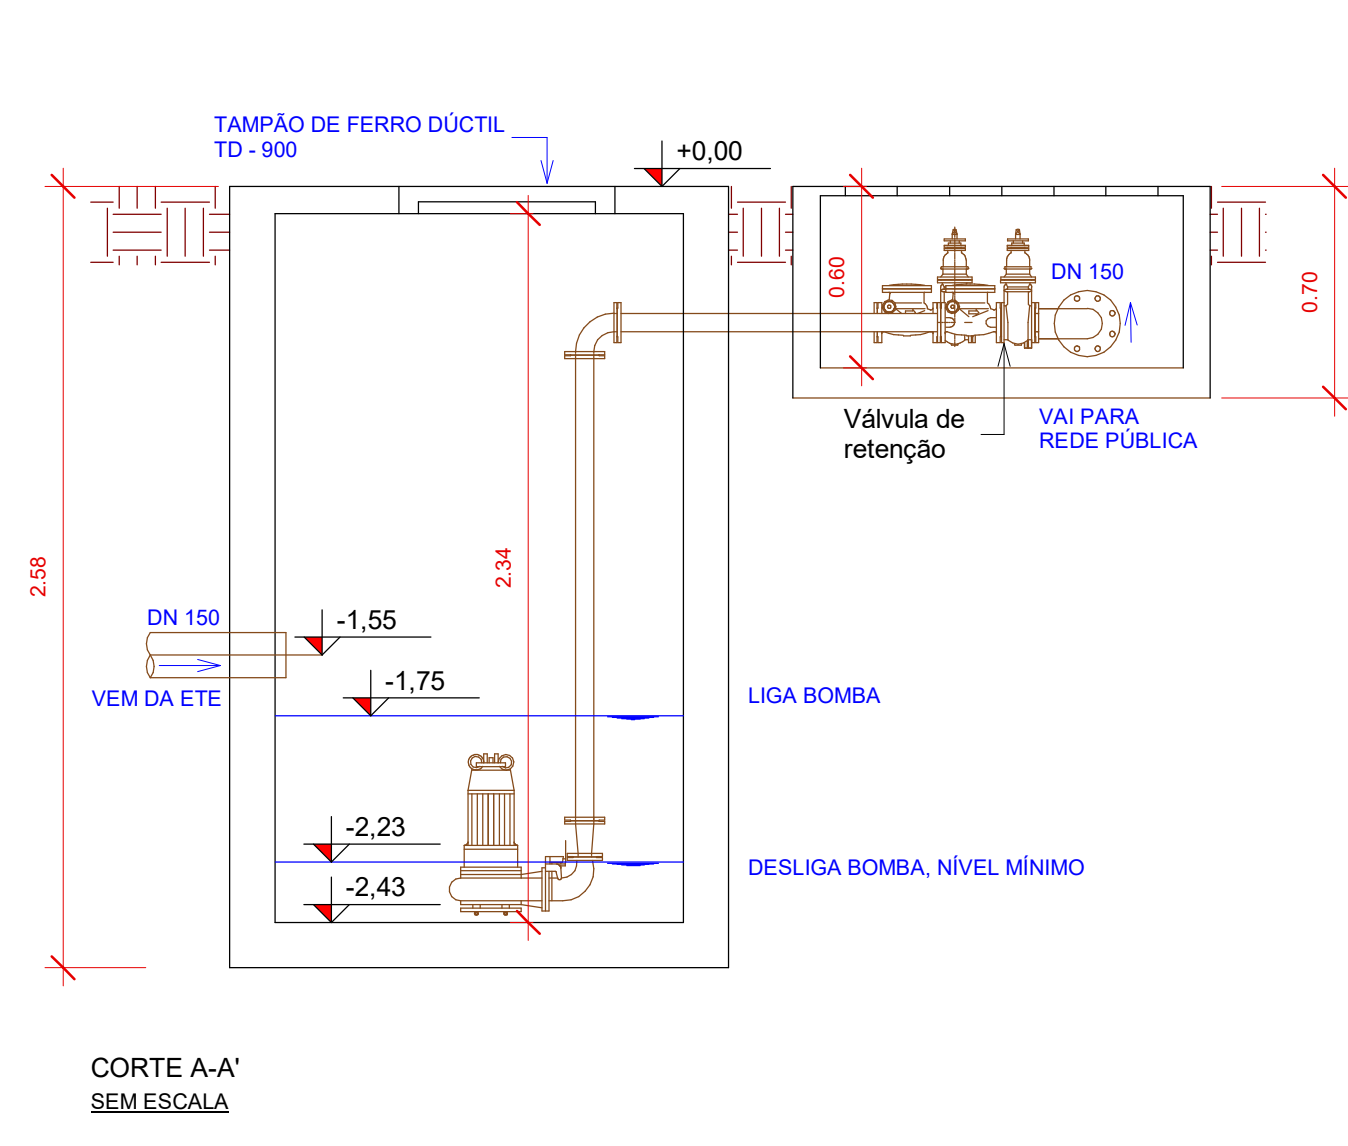 TAMPÃO DE FERRO DÚCTIL
TD - 900
+0,00
0.60
DN 150
0.70
Válvula de
retenção
VAI PARA
REDE PÚBLICA
2.58
2.34
DN 150
-1,55
VEM DA ETE
-1,75
LIGA BOMBA
-2,23
DESLIGA BOMBA, NÍVEL MÍNIMO
-2,43
CORTE A-A'
SEM ESCALA